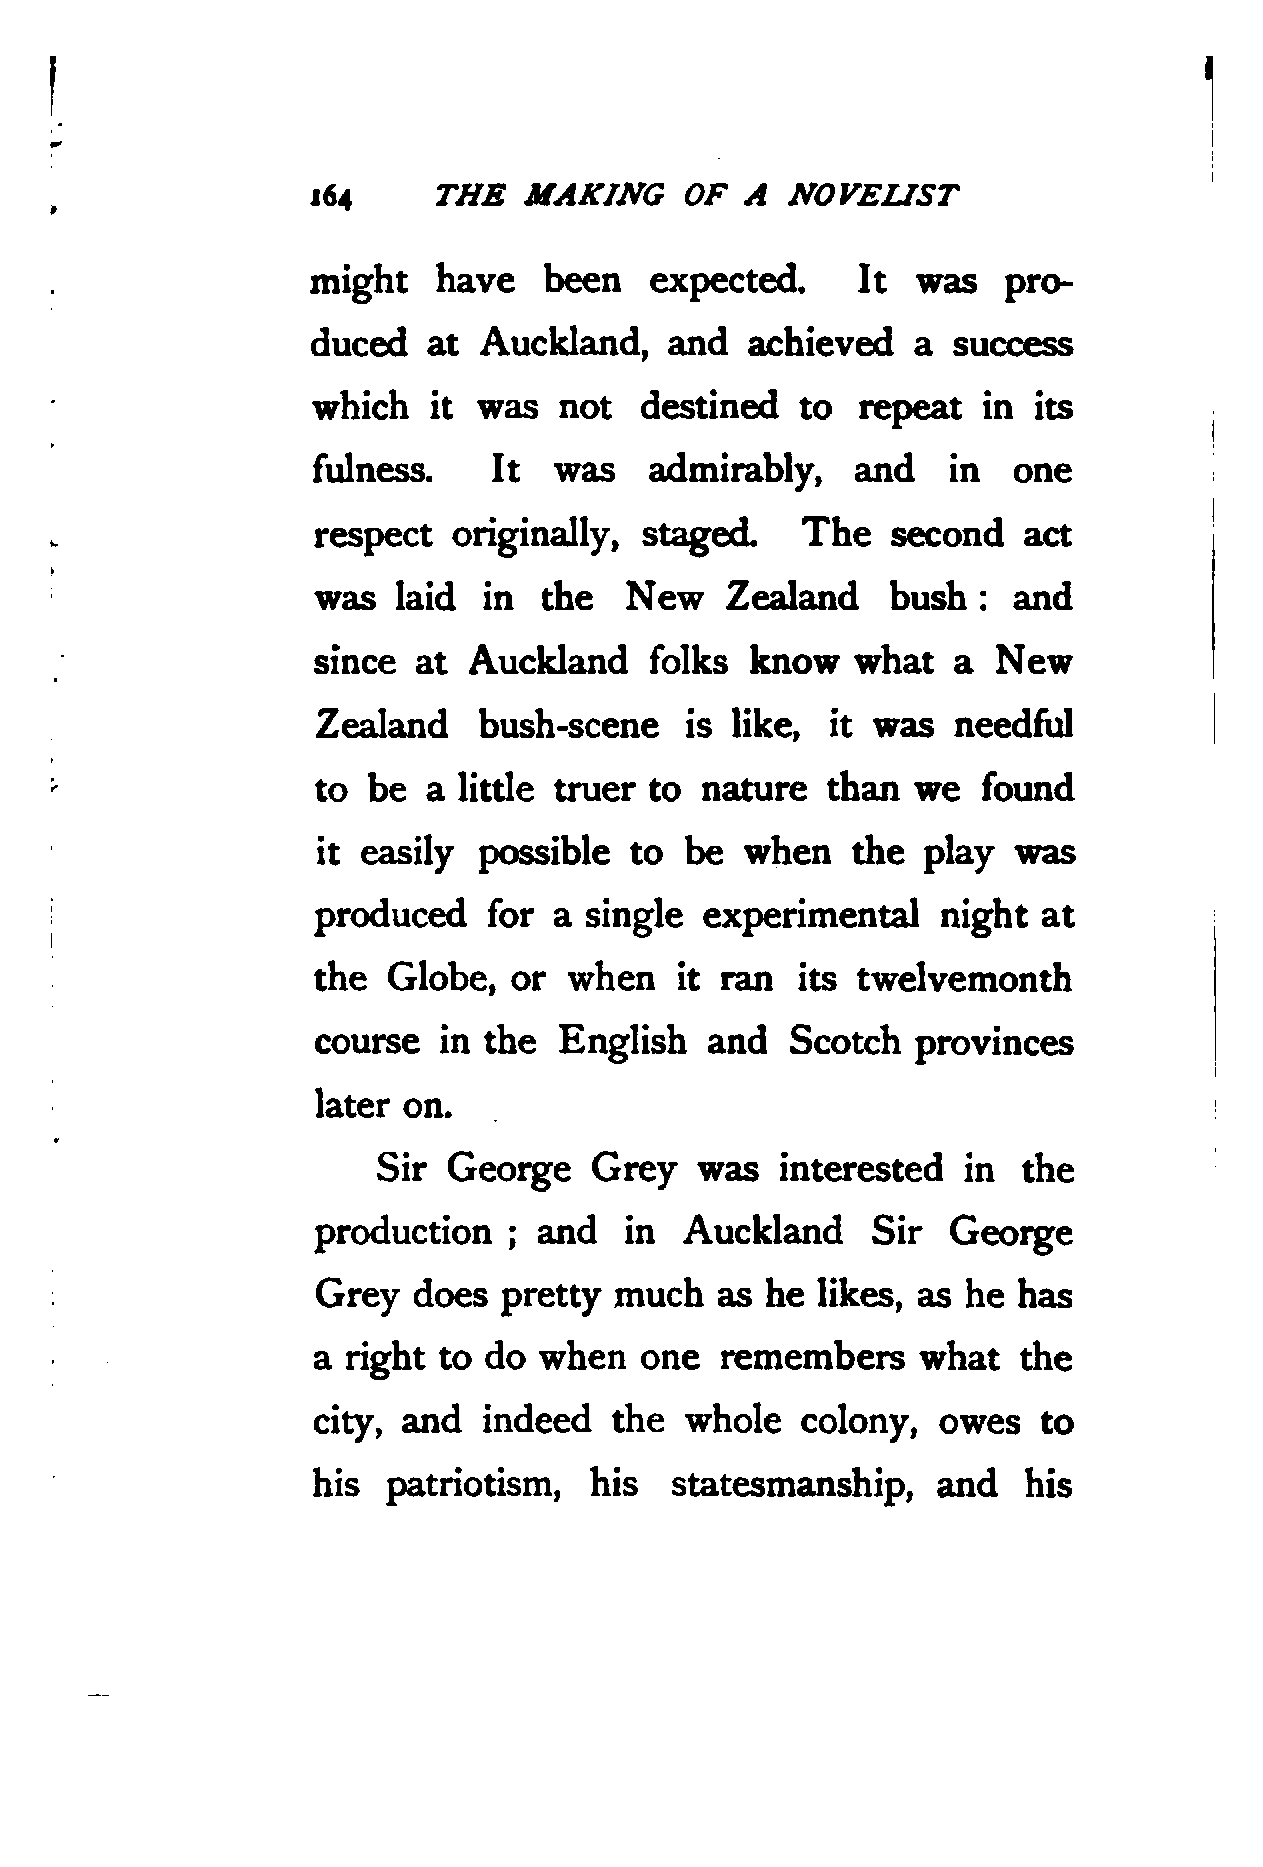 164 THE MAKING OF A NOVELIST
might have been expected. It was pro-
duced at Auckland, and achieved a success
which it was not destined to repeat in its
fulness. It was admirably, and in one
respect originally, staged. The second act
was laid in the New Zealand bush : and
since at Auckland folks know what a New
Zealand bush-scene is like, it was needful
to be a little truer to nature than we found
it easily possible to be when the play was
produced for a single experimental night at
the Globe, or when it ran its twelvemonth
course in the English and Scotch provinces
later on.
Sir George Grey was interested in the
production ; and in Auckland Sir George
Grey does pretty much as he likes, as he has
a right to do when one remembers what the
city, and indeed the whole colony, owes to
his patriotism, his statesmanship, and his